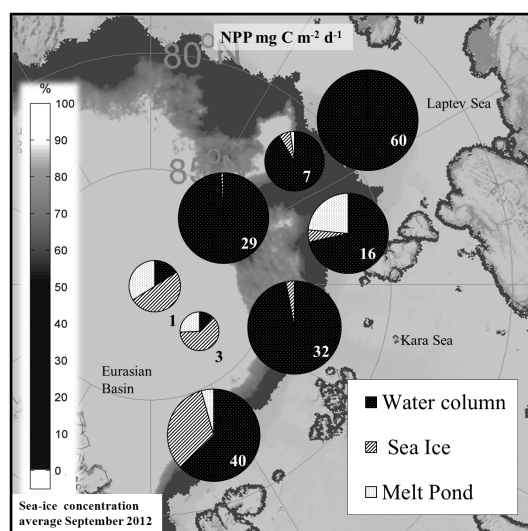 NPP mg C m-2 d-1
80°N
85°N
Laptev Sea
Kara Sea
Eurasian
Basin
%
100
90
80
70
60
50
40
30
20
10
0
60
7
29
16
1
3
32
40
Water column
Sea Ice
Melt Pond
Sea-ice concentration
average September 2012